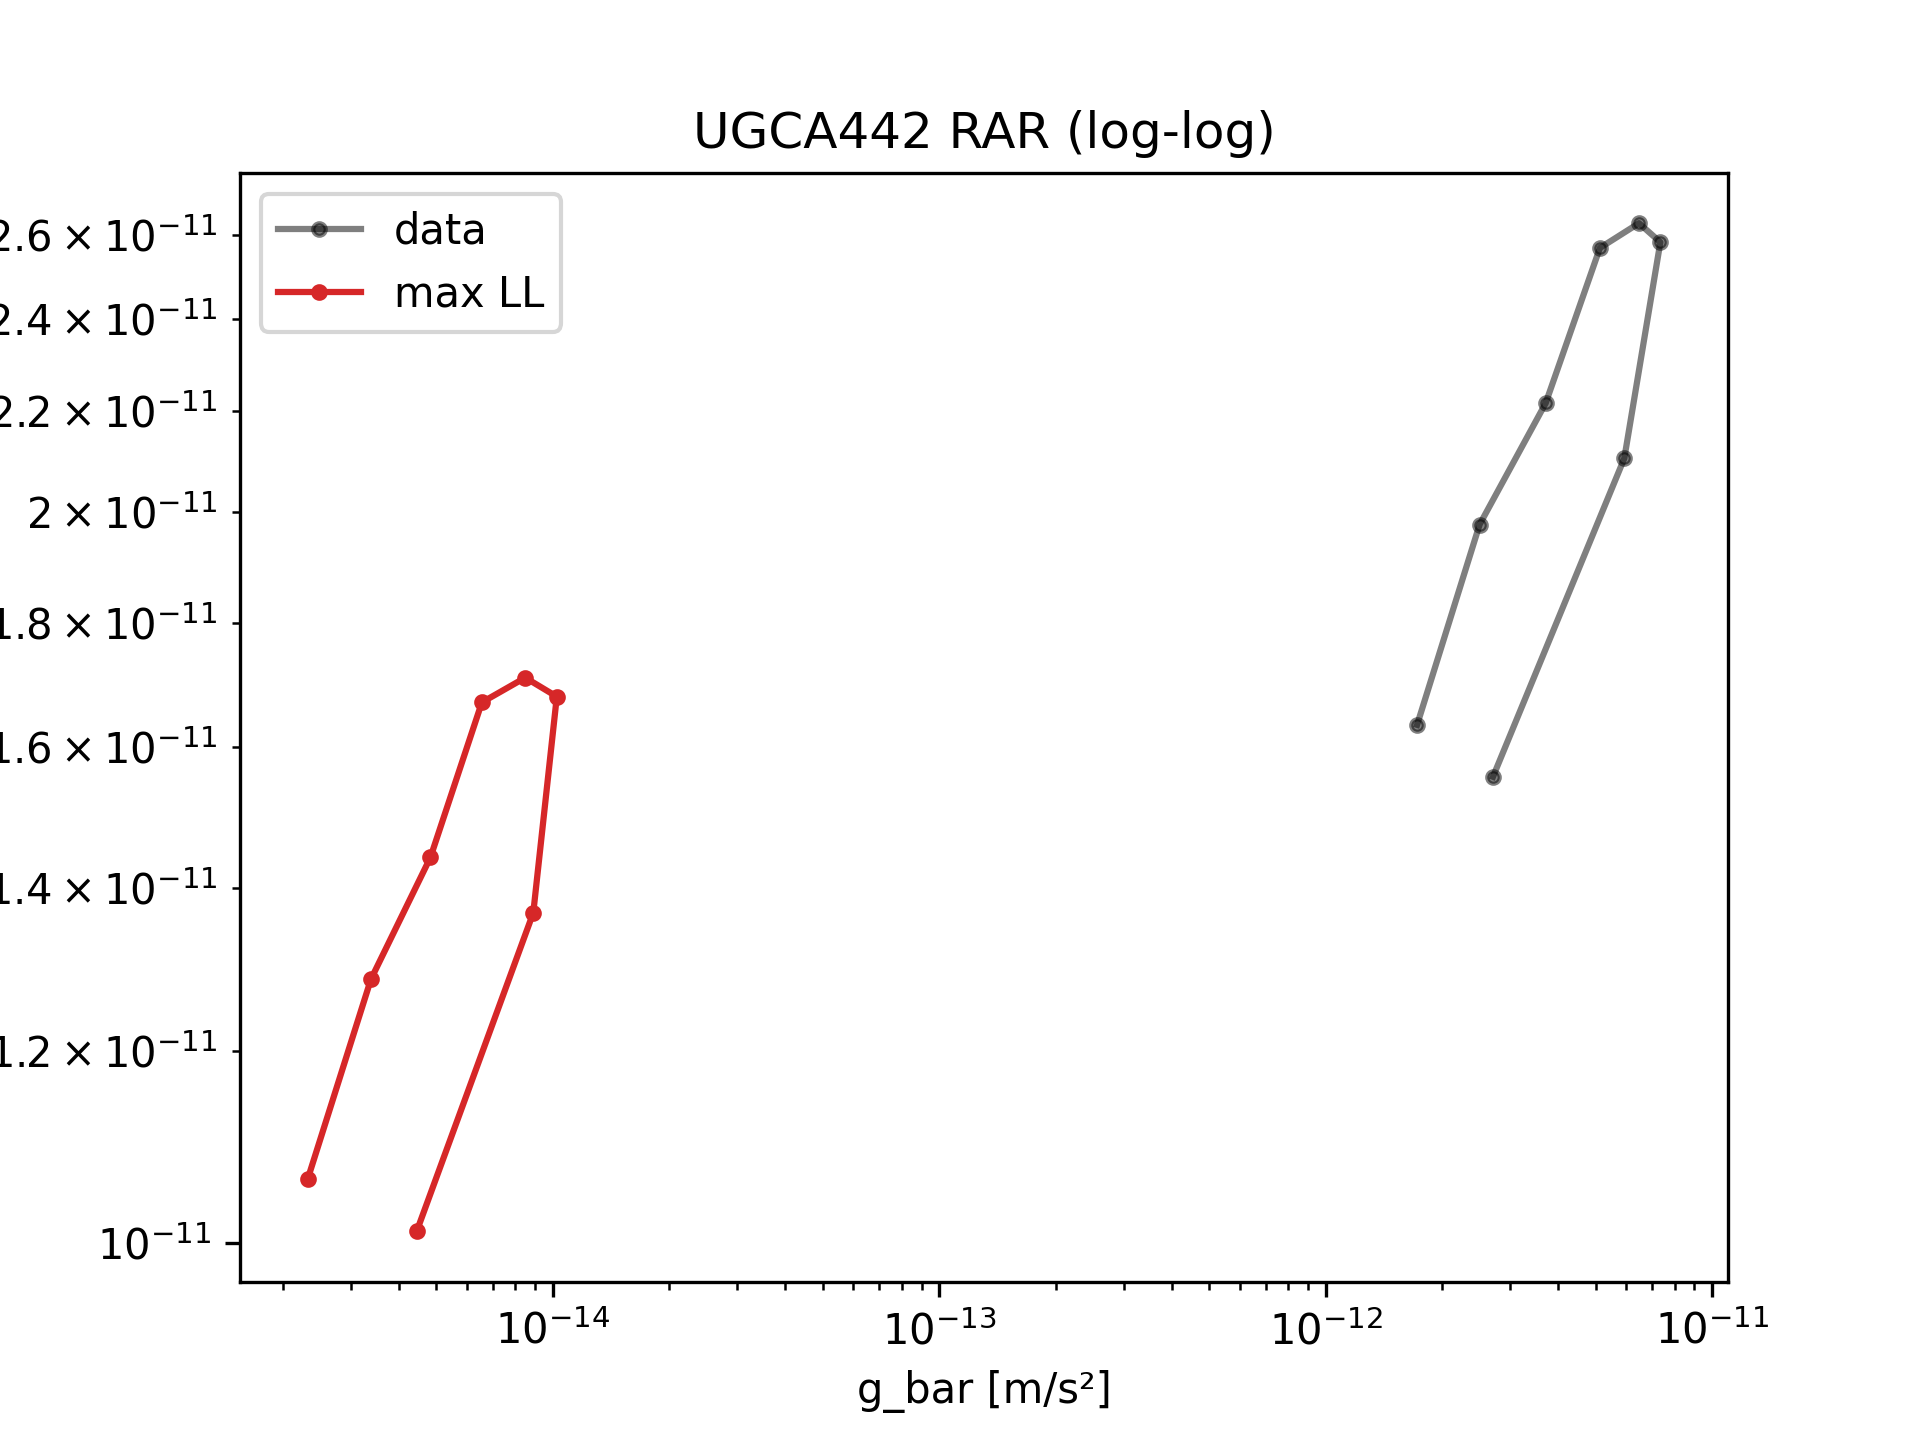 UGCA442 RAR (log-log)
data
max LL
2.6 × 10⁻¹¹
2.4 × 10⁻¹¹
2.2 × 10⁻¹¹
2 × 10⁻¹¹
1.8 × 10⁻¹¹
1.6 × 10⁻¹¹
1.4 × 10⁻¹¹
1.2 × 10⁻¹¹
10⁻¹¹
10⁻¹⁴ 10⁻¹³ 10⁻¹² 10⁻¹¹
g_bar [m/s²]